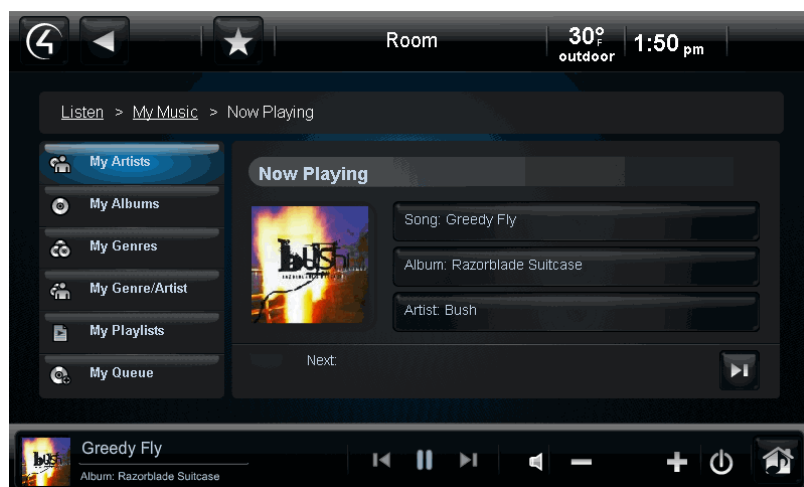 Room
30°F
outdoor
1:50 pm
Listen > My Music > Now Playing
My Artists
My Albums
My Genres
My Genre/Artist
My Playlists
My Queue
Now Playing
bush
Song: Greedy Fly
Album: Razorblade Suitcase
Artist: Bush
Next:
bush
Greedy Fly
Album: Razorblade Suitcase